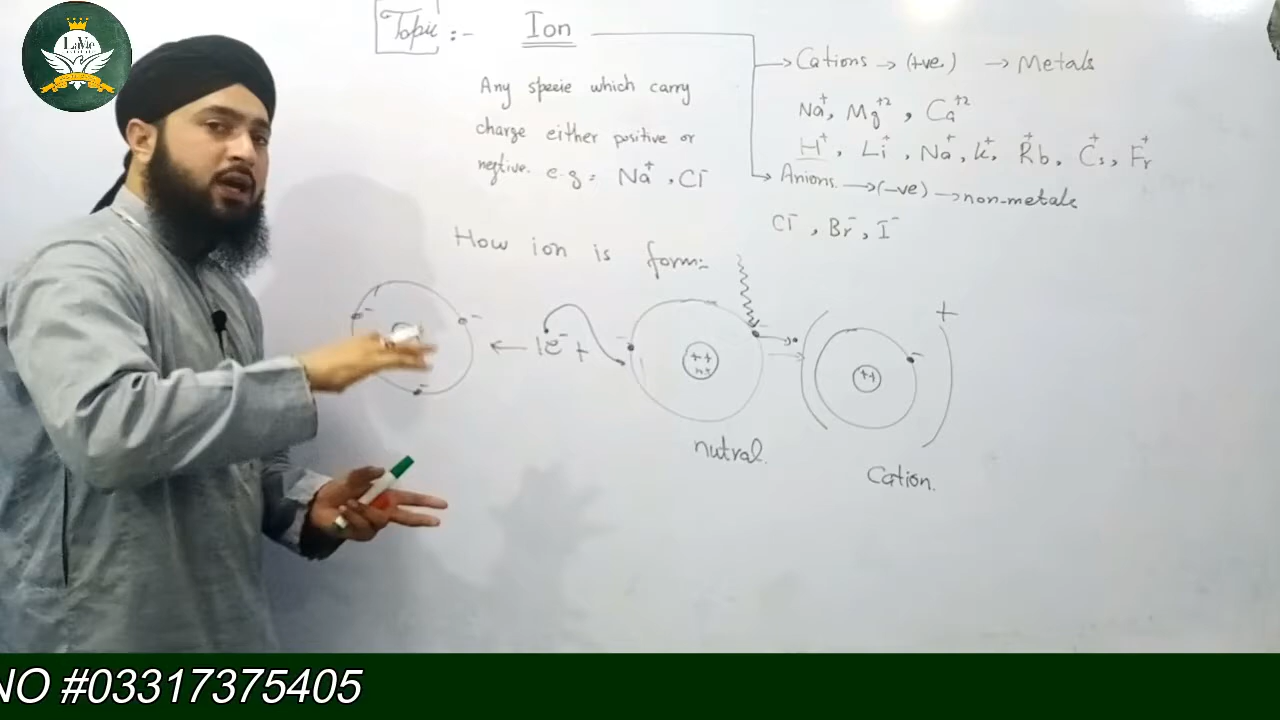 LaVie
Topic :- Ion
Any specie which carry
charge either positive or
negtive. e.g = Na⁺, Cl⁻
→ Cations → (+ve) → Metals
Na⁺, Mg⁺², Ca⁺²
H⁺, Li⁺, Na⁺, K⁺, Rb⁺, Cs⁺, Fr⁺
→ Anions. → (-ve) → non-metals
Cl⁻, Br⁻, I⁻
How ion is form:-
← 1e⁻ +
++
++
++
+
nutral.
Cation.
NO #03317375405